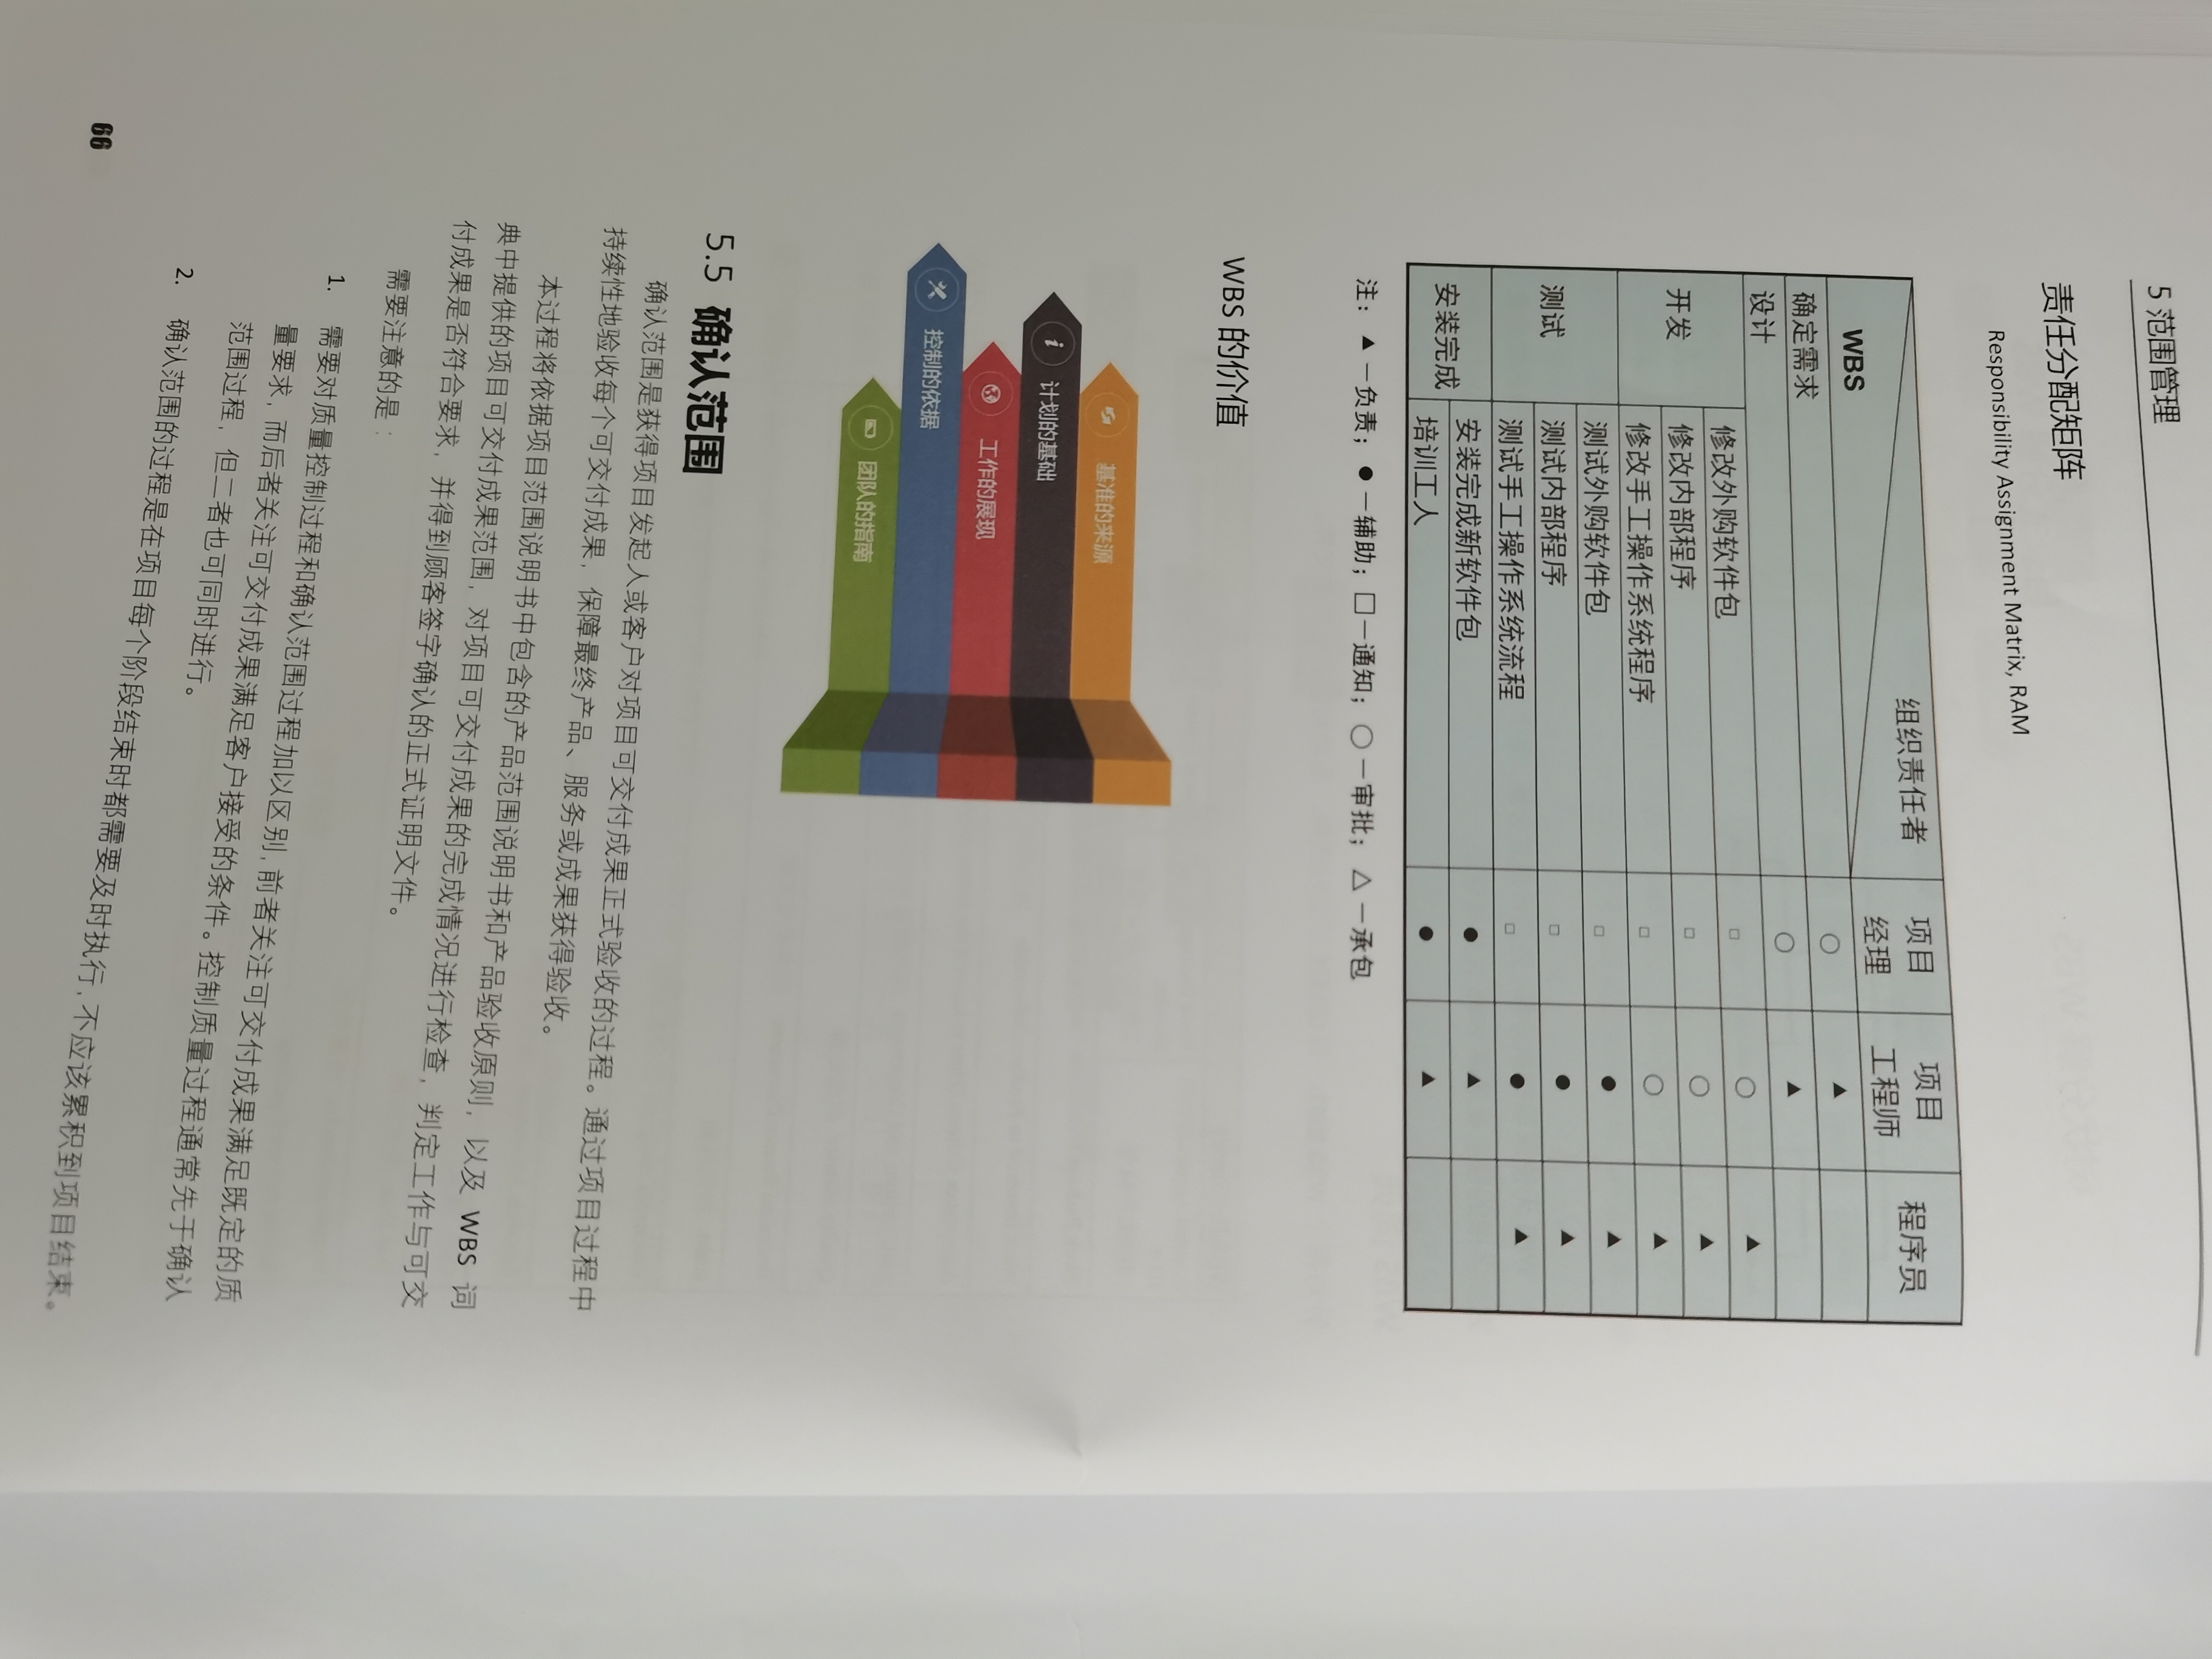 5 范围管理
责任分配矩阵
Responsibility Assignment Matrix, RAM
组织责任者
WBS
项目
经理
项目
工程师
程序员
确定需求 ○ ▲
设计 ○ ▲
开发
修改外购软件包 □ ○ ▲
修改内部程序 □ ○ ▲
修改手工操作系统程序 □ ○ ▲
测试
测试外购软件包 □ ● ▲
测试内部程序 □ ● ▲
测试手工操作系统流程 □ ● ▲
安装完成
安装完成新软件包 ● ▲
培训工人 ● ▲
注：▲－负责；●－辅助；□－通知；○－审批；△－承包
WBS 的价值
基准的来源
计划的基础
工作的展现
控制的依据
团队的指南
5.5 确认范围
确认范围是获得项目发起人或客户对项目可交付成果正式验收的过程。通过项目过程中
持续性地验收每个可交付成果，保障最终产品、服务或成果获得验收。
本过程将依据项目范围说明书中包含的产品范围说明书和产品验收原则，以及 WBS 词
典中提供的项目可交付成果范围，对项目可交付成果的完成情况进行检查，判定工作与可交
付成果是否符合要求，并得到顾客签字确认的正式证明文件。
需要注意的是：
1. 需要对质量控制过程和确认范围过程加以区别，前者关注可交付成果满足既定的质
量要求，而后者关注可交付成果满足客户接受的条件。控制质量过程通常先于确认
范围过程，但二者也可同时进行。
2. 确认范围的过程是在项目每个阶段结束时都需要及时执行，不应该累积到项目结束。
66